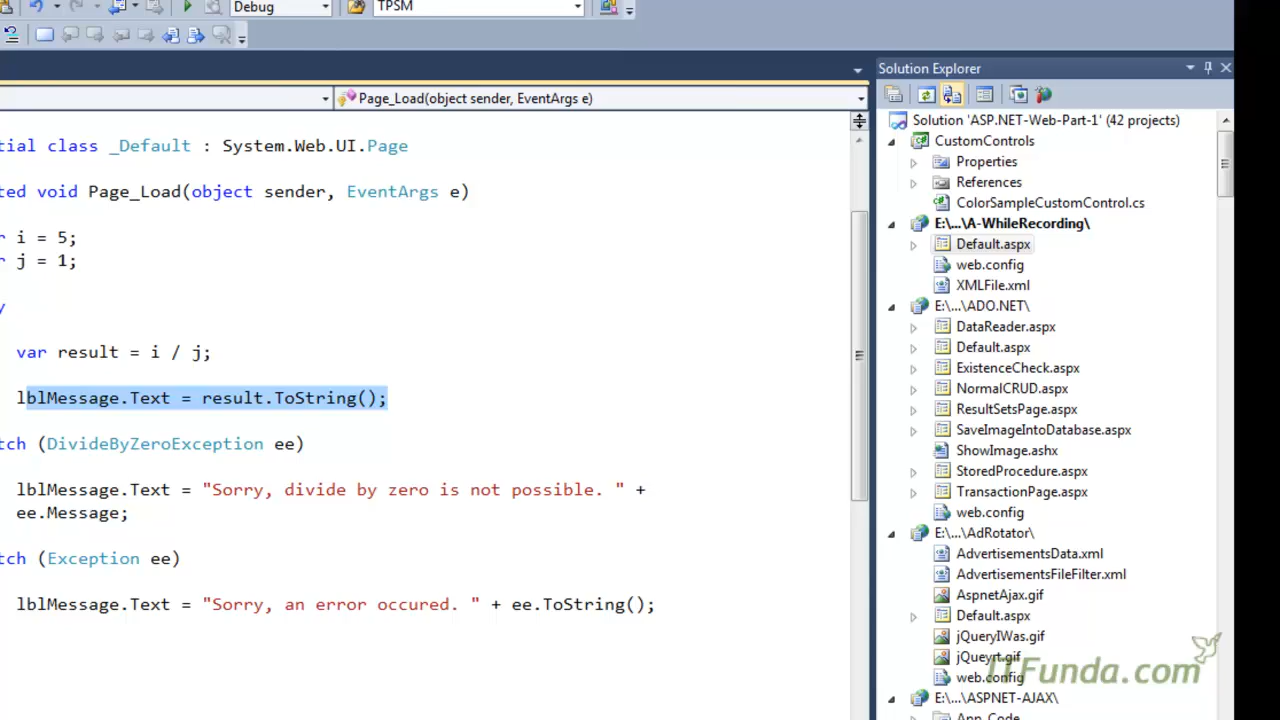 Debug
TPSM
Solution Explorer
Page_Load(object sender, EventArgs e)
tial class _Default : System.Web.UI.Page
ted void Page_Load(object sender, EventArgs e)
r i = 5;
r j = 1;
y
var result = i / j;
lblMessage.Text = result.ToString();
tch (DivideByZeroException ee)
lblMessage.Text = "Sorry, divide by zero is not possible. " +
ee.Message;
tch (Exception ee)
lblMessage.Text = "Sorry, an error occured. " + ee.ToString();
Solution 'ASP.NET-Web-Part-1' (42 projects)
CustomControls
Properties
References
ColorSampleCustomControl.cs
E:\...\A-WhileRecording\
Default.aspx
web.config
XMLFile.xml
E:\...\ADO.NET\
DataReader.aspx
Default.aspx
ExistenceCheck.aspx
NormalCRUD.aspx
ResultSetsPage.aspx
SaveImageIntoDatabase.aspx
ShowImage.ashx
StoredProcedure.aspx
TransactionPage.aspx
web.config
E:\...\AdRotator\
AdvertisementsData.xml
AdvertisementsFileFilter.xml
AspnetAjax.gif
Default.aspx
jQueryIWas.gif
jQueyrt.gif
web.config
E:\...\ASPNET-AJAX\
App_Code
ITFunda.com